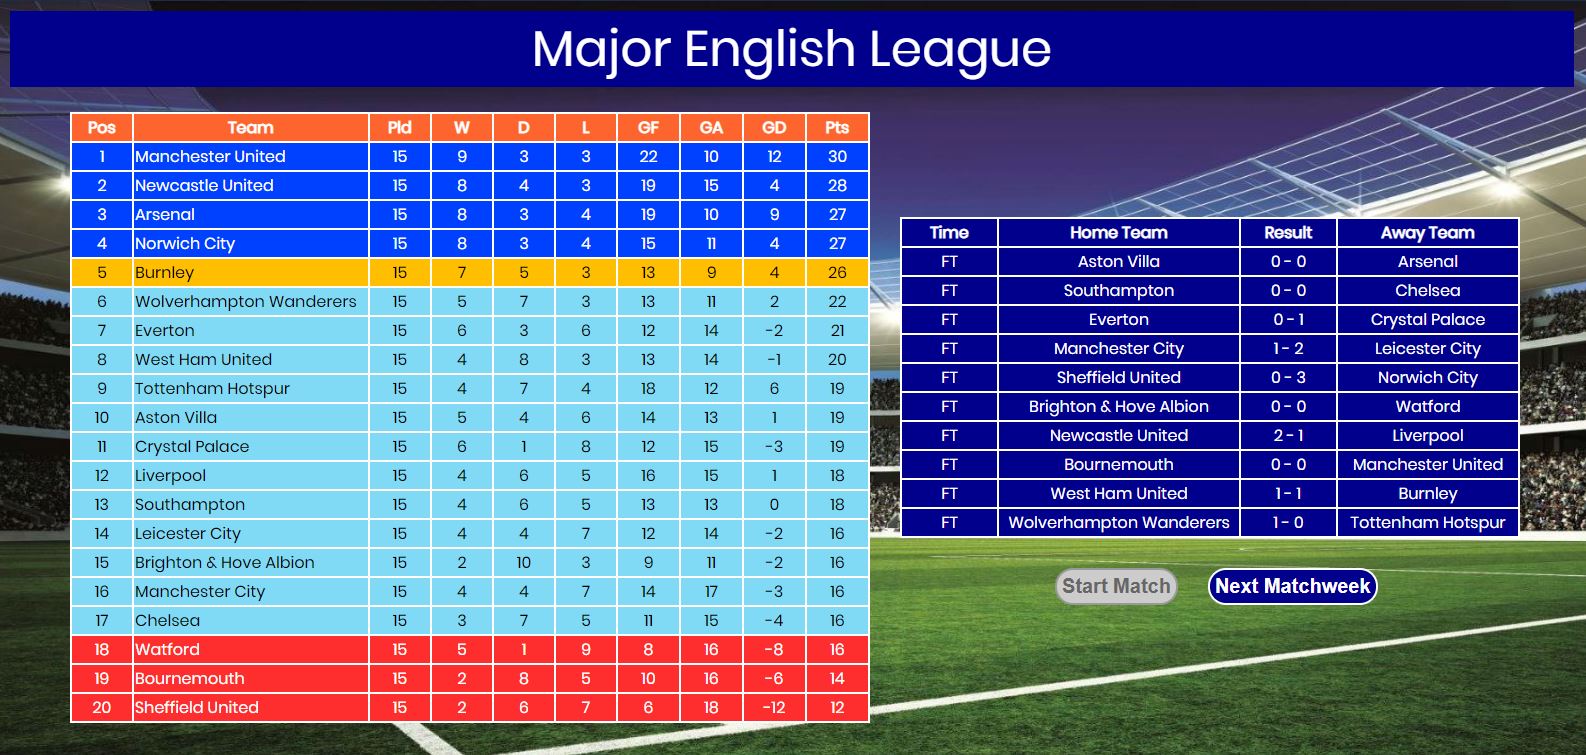 Major English League
Pos Team Pld W D L GF GA GD Pts
1 Manchester United 15 9 3 3 22 10 12 30
2 Newcastle United 15 8 4 3 19 15 4 28
3 Arsenal 15 8 3 4 19 10 9 27
4 Norwich City 15 8 3 4 15 11 4 27
5 Burnley 15 7 5 3 13 9 4 26
6 Wolverhampton Wanderers 15 5 7 3 13 11 2 22
7 Everton 15 6 3 6 12 14 -2 21
8 West Ham United 15 4 8 3 13 14 -1 20
9 Tottenham Hotspur 15 4 7 4 18 12 6 19
10 Aston Villa 15 5 4 6 14 13 1 19
11 Crystal Palace 15 6 1 8 12 15 -3 19
12 Liverpool 15 4 6 5 16 15 1 18
13 Southampton 15 4 6 5 13 13 0 18
14 Leicester City 15 4 4 7 12 14 -2 16
15 Brighton & Hove Albion 15 2 10 3 9 11 -2 16
16 Manchester City 15 4 4 7 14 17 -3 16
17 Chelsea 15 3 7 5 11 15 -4 16
18 Watford 15 5 1 9 8 16 -8 16
19 Bournemouth 15 2 8 5 10 16 -6 14
20 Sheffield United 15 2 6 7 6 18 -12 12
Time Home Team Result Away Team
FT Aston Villa 0 - 0 Arsenal
FT Southampton 0 - 0 Chelsea
FT Everton 0 - 1 Crystal Palace
FT Manchester City 1 - 2 Leicester City
FT Sheffield United 0 - 3 Norwich City
FT Brighton & Hove Albion 0 - 0 Watford
FT Newcastle United 2 - 1 Liverpool
FT Bournemouth 0 - 0 Manchester United
FT West Ham United 1 - 1 Burnley
FT Wolverhampton Wanderers 1 - 0 Tottenham Hotspur
Start Match Next Matchweek